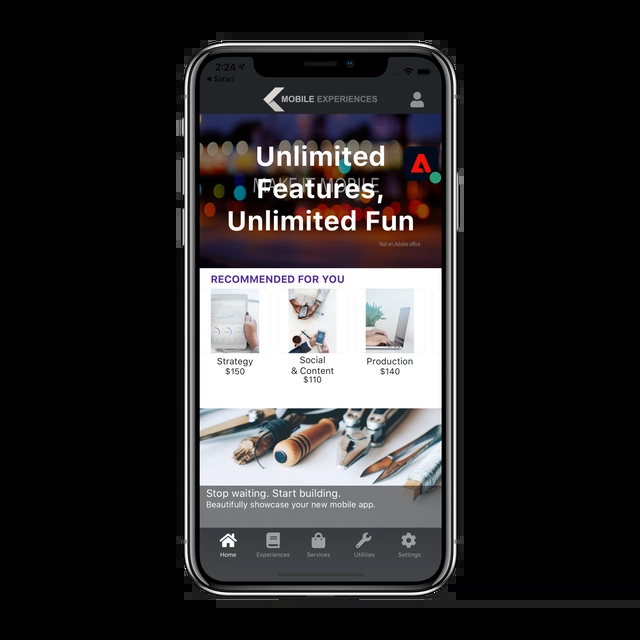 2:24
Safari
MOBILE EXPERIENCES
MAKE IT MOBILE
Unlimited
Features,
Unlimited Fun
Not an Adobe office
RECOMMENDED FOR YOU
Strategy
$150
Social
& Content
$110
Production
$140
Stop waiting. Start building.
Beautifully showcase your new mobile app.
Home
Experiences
Services
Utilities
Settings